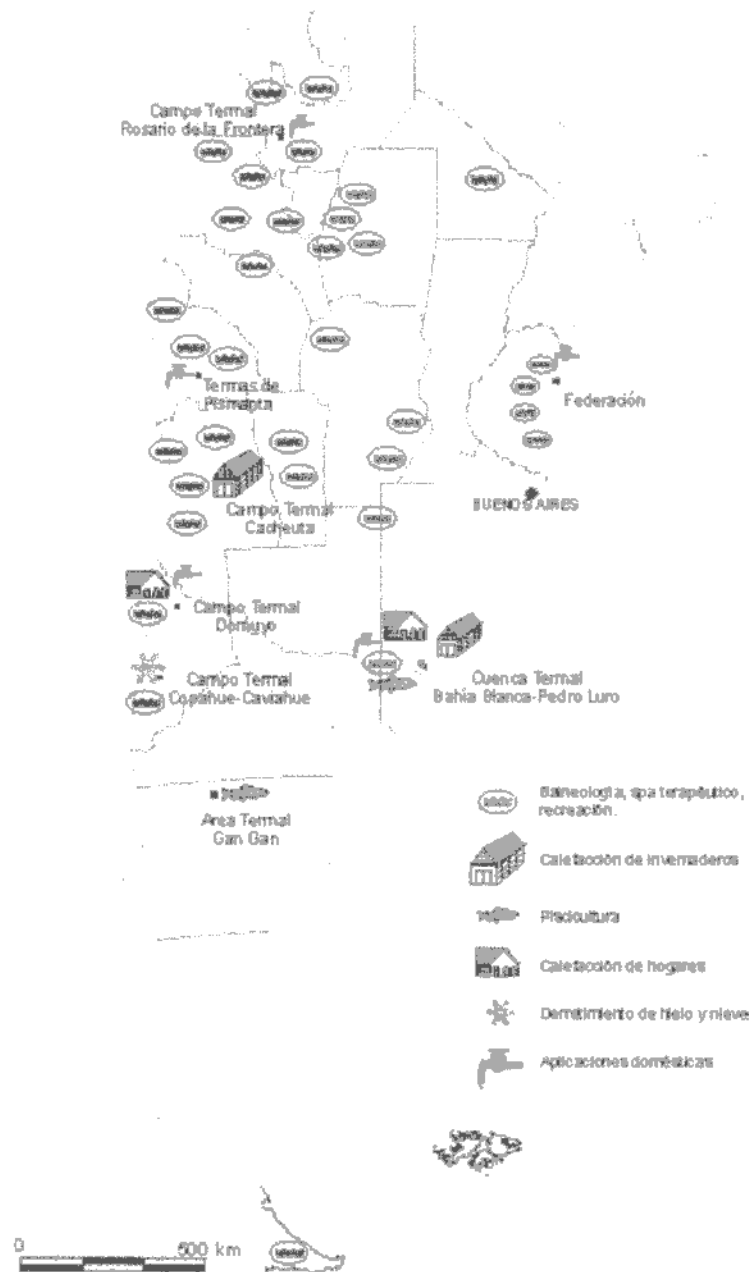 Campo Termal
Rosario de la Frontera
Termas de
Pismanta
Federación
BUENOS AIRES
Campo Termal
Cacheuta
Campo Termal
Domuyo
Campo Termal
Copahue-Caviahue
Cuenca Termal
Bahía Blanca-Pedro Luro
Area Termal
Gan Gan
Balneología, spa terapéutico,
recreación.
Calefacción de invernaderos
Piscicultura
Calefacción de hogares
Derretimiento de hielo y nieve
Aplicaciones domésticas
0 500 km